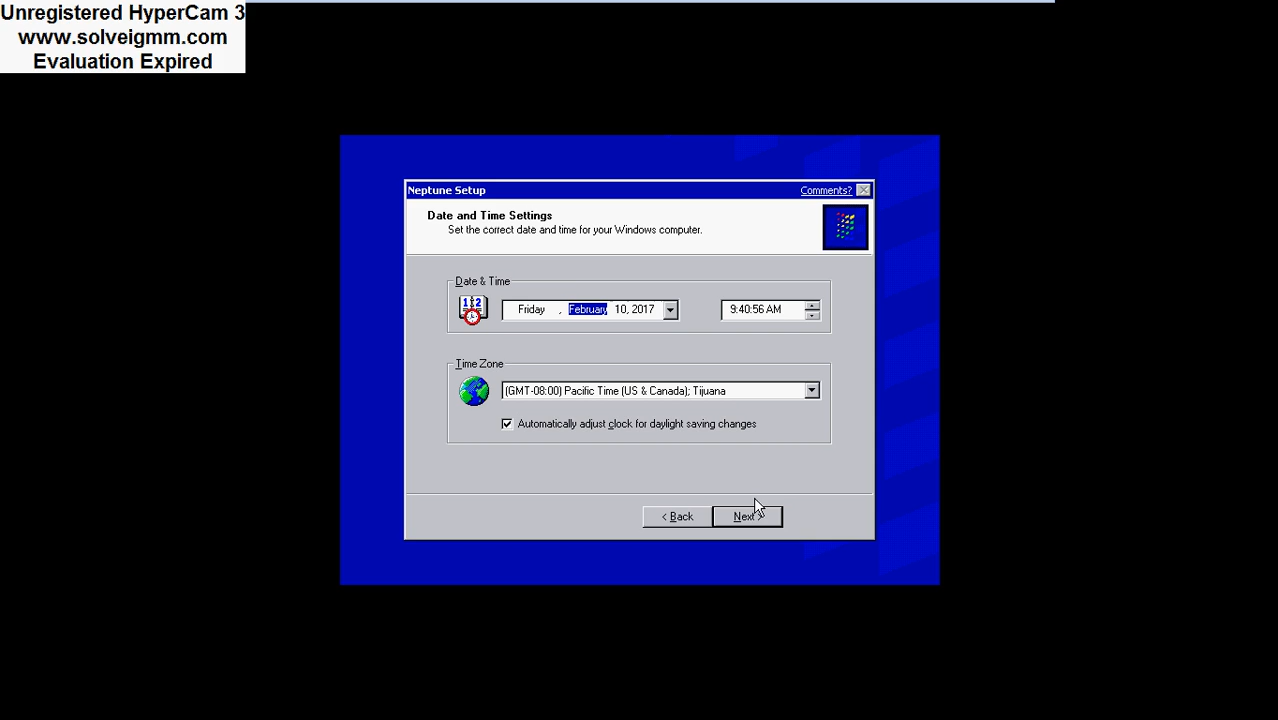 Unregistered HyperCam 3
www.solveigmm.com
Evaluation Expired
Neptune Setup
Comments?
Date and Time Settings
Set the correct date and time for your Windows computer.
Date & Time
1 2
Friday , February 10, 2017
9:40:56 AM
Time Zone
(GMT-08:00) Pacific Time (US & Canada); Tijuana
Automatically adjust clock for daylight saving changes
< Back
Next >